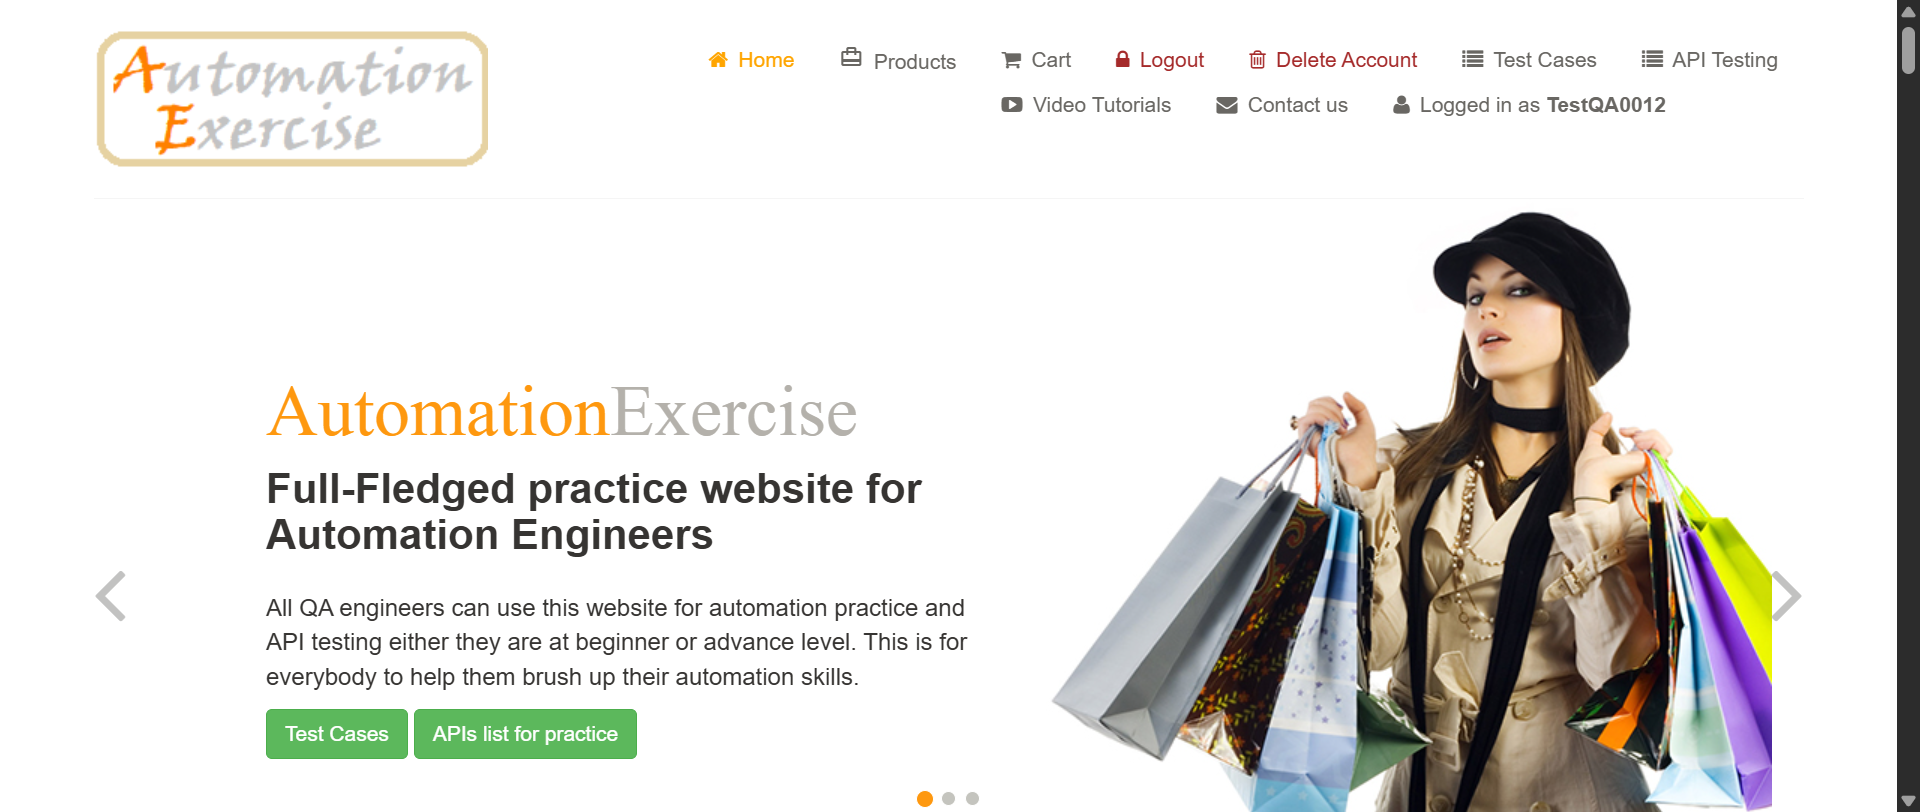 Automation
Exercise
Home Products Cart Logout Delete Account Test Cases API Testing
Video Tutorials Contact us Logged in as TestQA0012
AutomationExercise
Full-Fledged practice website for
Automation Engineers
All QA engineers can use this website for automation practice and
API testing either they are at beginner or advance level. This is for
everybody to help them brush up their automation skills.
Test Cases APIs list for practice